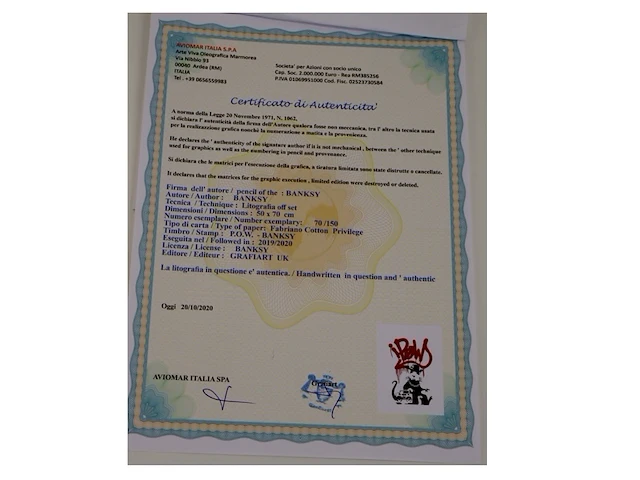 AVIOMAR ITALIA S.P.A
Arte Viva Oleografica Marmorea
Via Nibbio 93
00040 Ardea (RM)
ITALIA
Tel . +39 0656559983
Societa' per Azioni con socio unico
Cap. Soc. 2.000.000 Euro - Rea RM385256
P.IVA 01069951000 Cod. Fisc. 02523730584
Certificato di Autenticita'
A norma della Legge 20 Novembre 1971, N, 1062,
si dichiara l' autenticità della firma dell'Autore qualora fosse non meccanica, tra l' altro la tecnica usata
per la realizzazione grafica nonchè la numerazione a matita e la provenienza.
He declares the ' authenticity of the signature author if it is not mechanical , between the ' other technique
used for graphics as well as the numbering in pencil and provenance.
Si dichiara che le matrici per l'esecuzione della grafica, a tiratura limitata sono state distrutte o cancellate.
It declares that the matrices for the graphic execution , limited edition were destroyed or deleted.
Firma dell' autore / pencil of the : BANKSY
Autore / Author : BANKSY
Tecnica / Technique : Litografia off set
Dimensioni / Dimensions : 50 x 70 cm
Numero esemplare / Number exemplary: 70 /150
Tipo di carta / Type of paper: Fabriano Cotton Privilege
Timbro / Stamp : P.O.W. - BANKSY
Eseguita nel / Followed in : 2019/2020
Licenza / License : BANKSY
Editore / Editeur : GRAFIART UK
La litografia in questione e' autentica. / Handwritten in question and ' authentic
Oggi 20/10/2020
AVIOMAR ITALIA SPA
POW